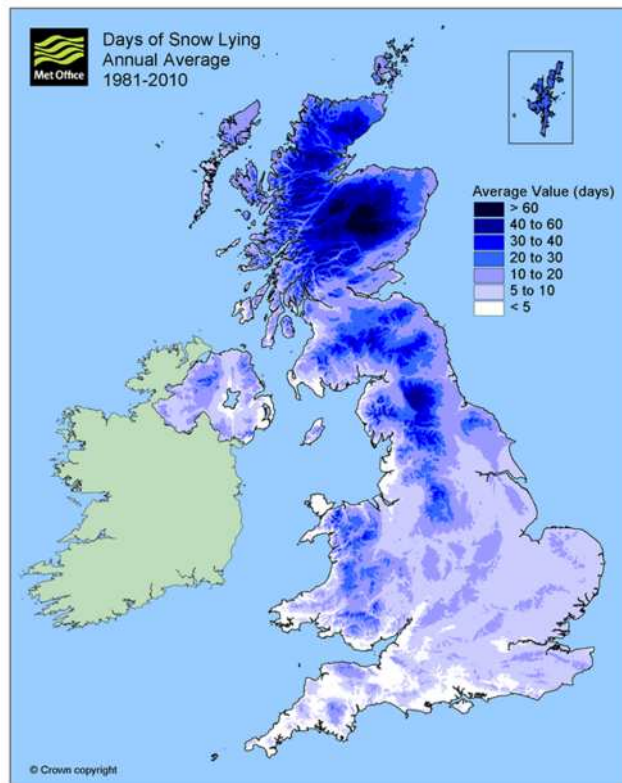 Met Office
Days of Snow Lying
Annual Average
1981-2010
Average Value (days)
> 60
40 to 60
30 to 40
20 to 30
10 to 20
5 to 10
< 5
© Crown copyright